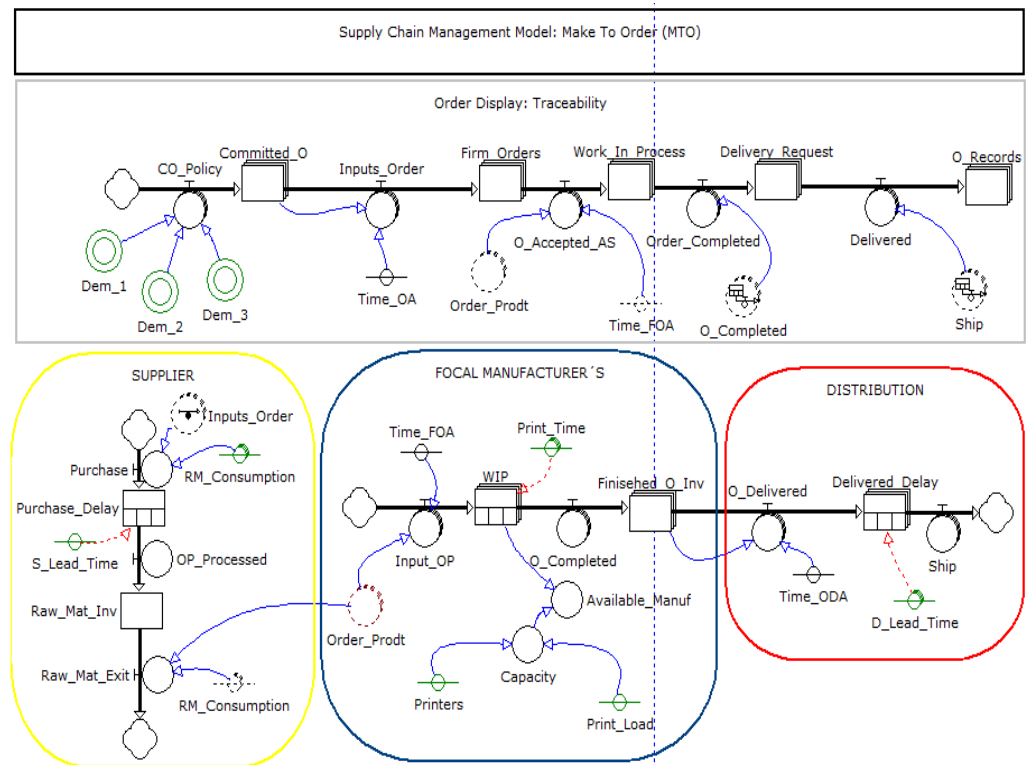 Supply Chain Management Model: Make To Order (MTO)
Order Display: Traceability
CO_Policy
Committed_O
Inputs_Order
Firm_Orders
Work_In_Process
Delivery_Request
O_Records
O_Accepted_AS
Order_Completed
Delivered
Dem_1
Dem_2
Dem_3
Time_OA
Order_Prodt
Time_FOA
O_Completed
Ship
SUPPLIER
Inputs_Order
Purchase
RM_Consumption
Purchase_Delay
S_Lead_Time
OP_Processed
Raw_Mat_Inv
Raw_Mat_Exit
RM_Consumption
FOCAL MANUFACTURER´S
Time_FOA
Print_Time
WIP
Finisehed_O_Inv
Input_OP
O_Completed
Order_Prodt
Available_Manuf
Capacity
Printers
Print_Load
DISTRIBUTION
O_Delivered
Delivered_Delay
Ship
Time_ODA
D_Lead_Time